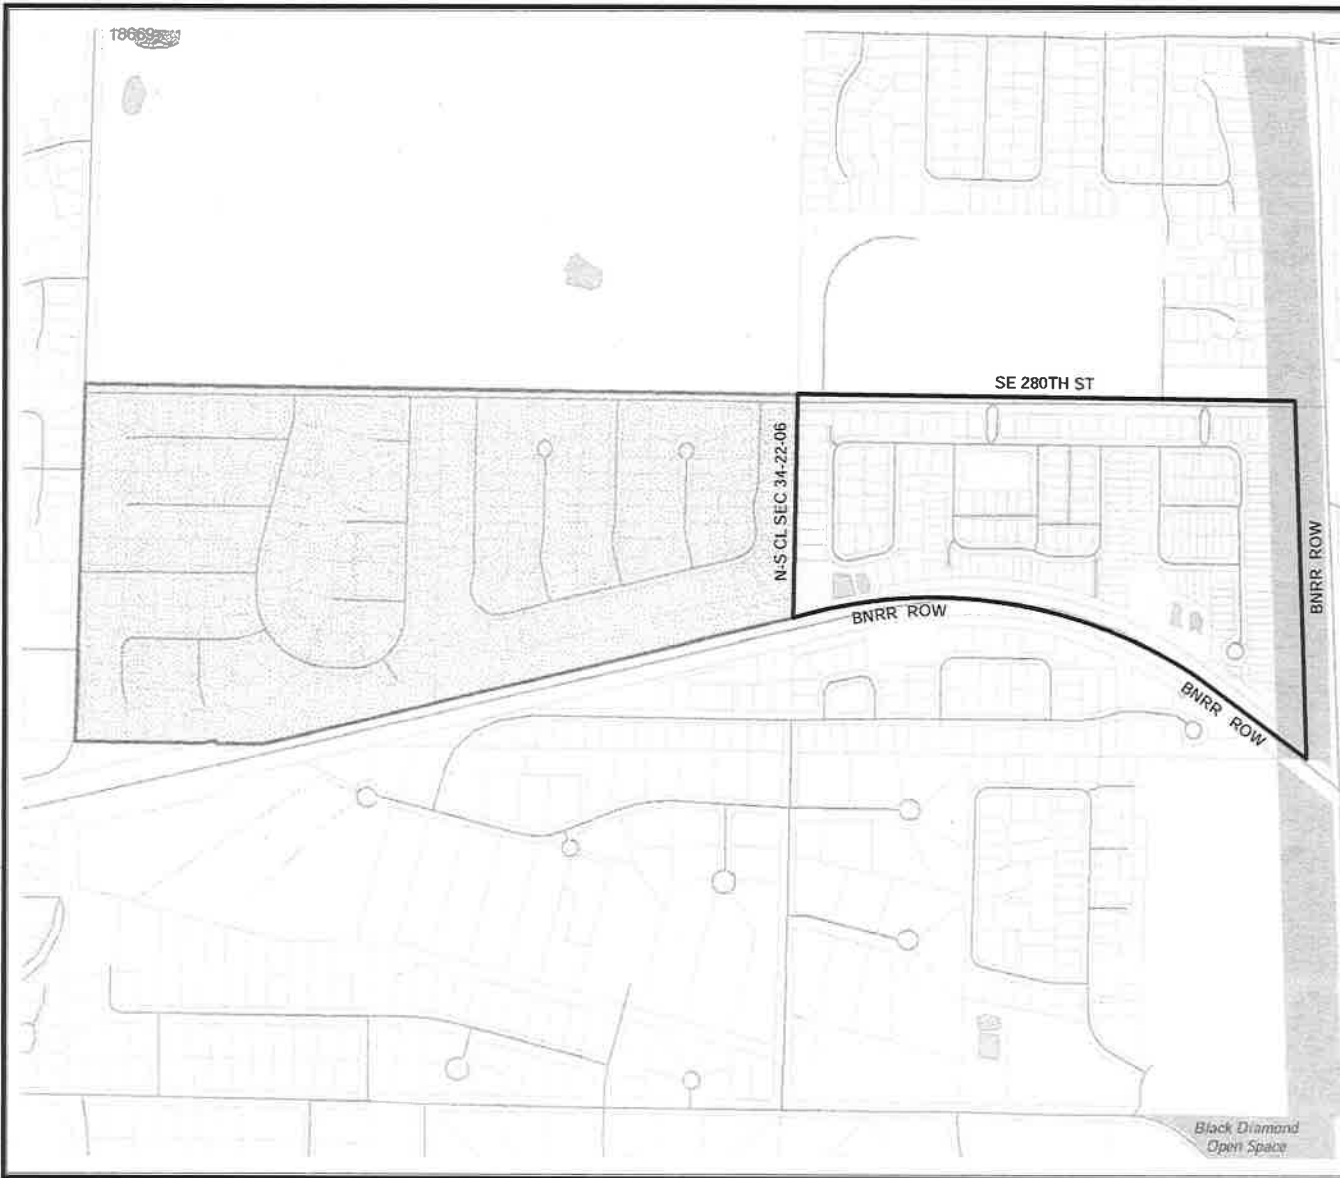 SE 280TH ST
N-S CL SEC 34-22-06
BNRR ROW
BNRR ROW
BNRR ROW
Black Diamond
Open Space